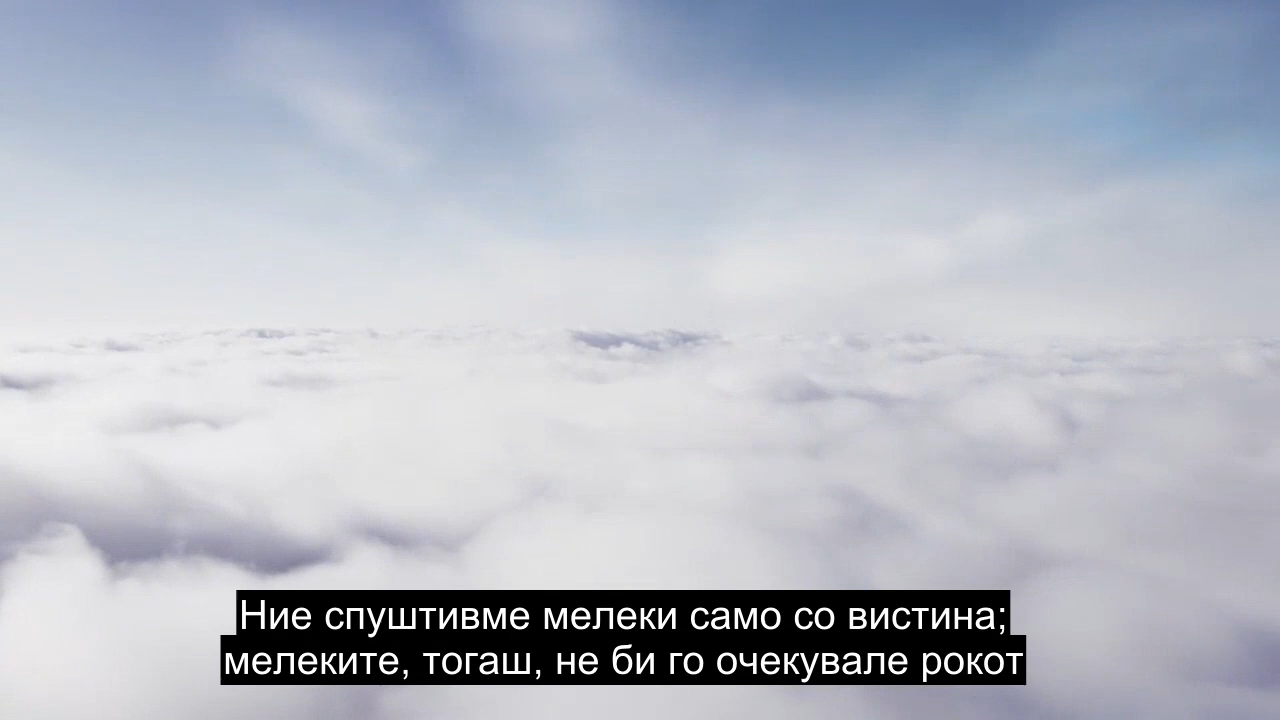 Ние спуштивме мелеки само со вистина;
мелеките, тогаш, не би го очекувале рокот